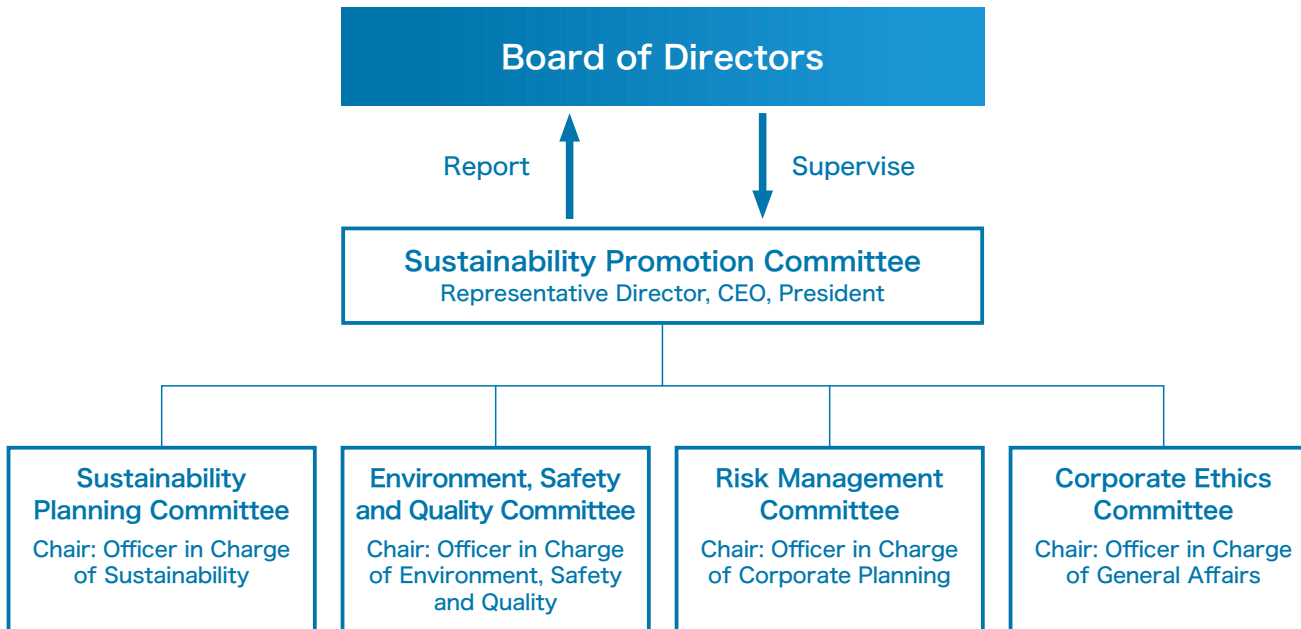 Board of Directors
Report
Supervise
Sustainability Promotion Committee
Representative Director, CEO, President
Sustainability
Planning Committee
Chair: Officer in Charge
of Sustainability
Environment, Safety
and Quality Committee
Chair: Officer in Charge
of Environment, Safety
and Quality
Risk Management
Committee
Chair: Officer in Charge
of Corporate Planning
Corporate Ethics
Committee
Chair: Officer in Charge
of General Affairs